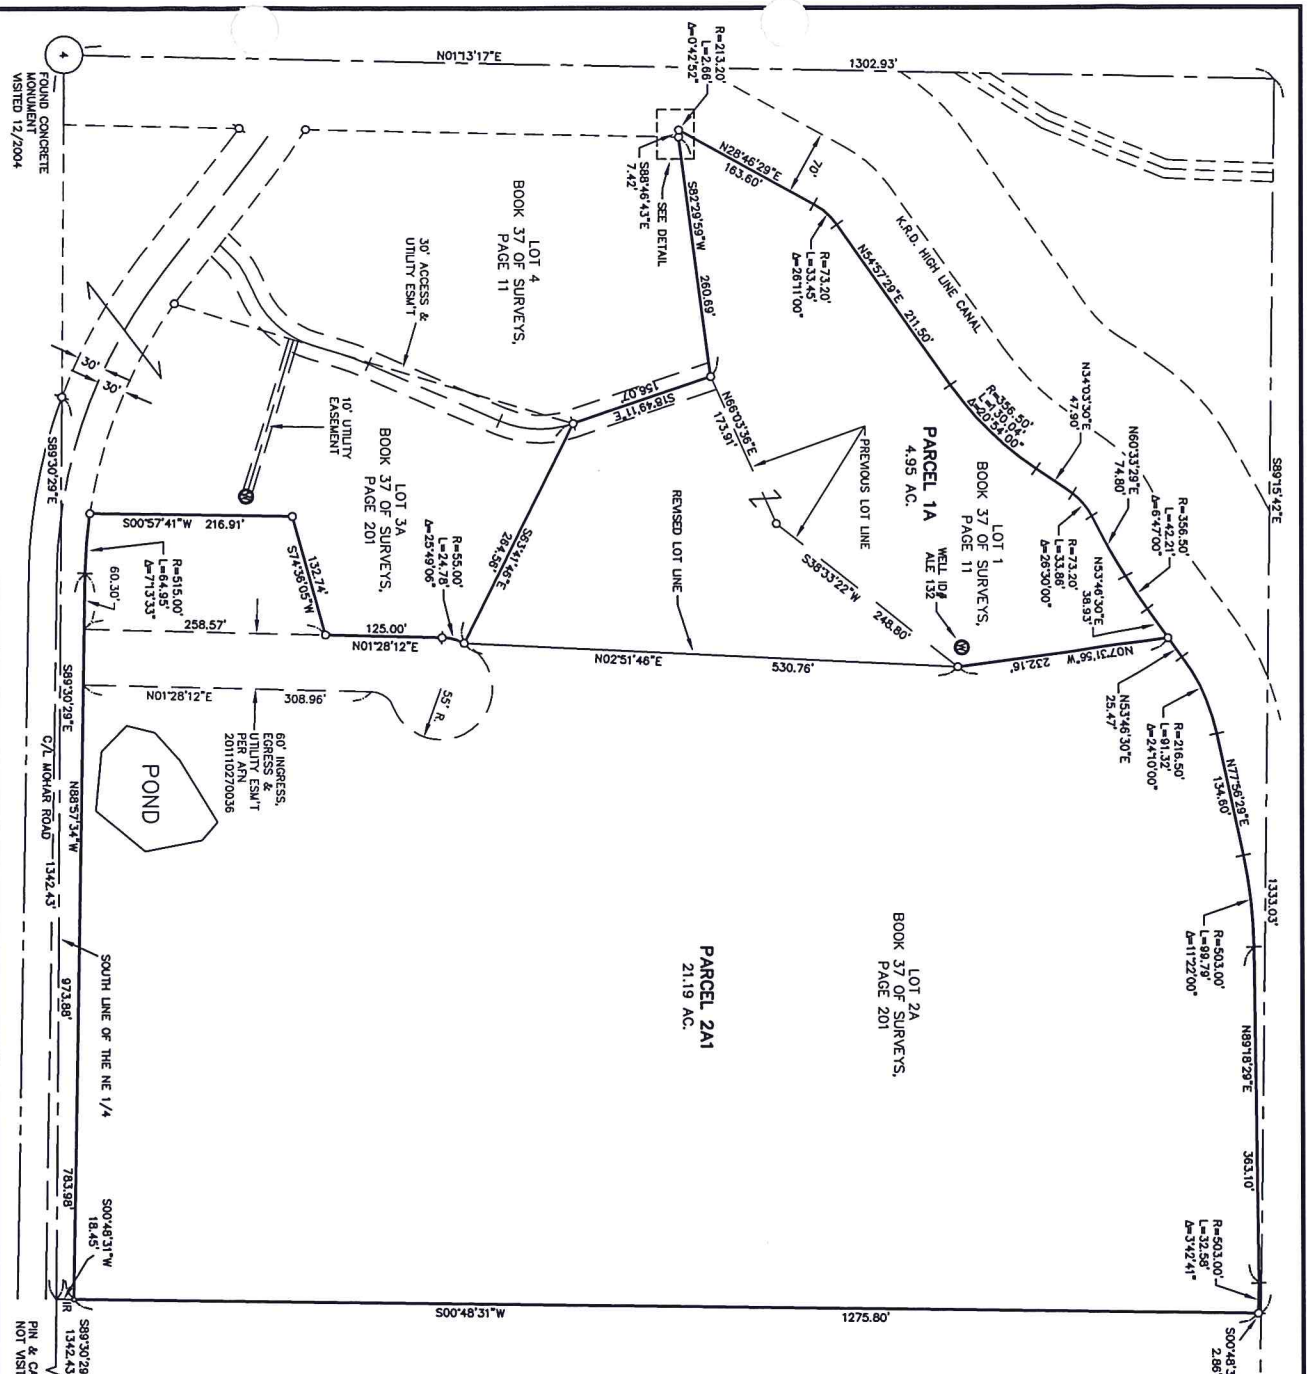 N01°13'17"E
1302.93'
4
FOUND CONCRETE
MONUMENT
VISITED 12/2004
R=213.20'
L=2.66'
Δ=0°42'52"
S88°46'43"E
7.42'
SEE DETAIL
N28°46'29"E
163.60'
70'
R=73.20'
L=33.45'
Δ=26°11'00"
K.R.D. HIGH LINE CANAL
N54°57'29"E 211.50'
S82°29'59"W 260.69'
LOT 4
BOOK 37 OF SURVEYS,
PAGE 11
30' ACCESS &
UTILITY ESM'T
S18°49'11"E
156.07'
N66°03'36"E
173.91'
PREVIOUS LOT LINE
S38°33'22"W 248.80'
R=356.50'
L=130.04'
Δ=20°54'00"
N34°03'30"E
47.90'
N60°33'29"E
74.80'
R=356.50'
L=42.21'
Δ=6°47'00"
R=73.20'
L=33.86'
Δ=26°30'00"
N53°46'30"E
38.93'
S89°15'42"E
1333.03'
LOT 1
BOOK 37 OF SURVEYS,
PAGE 11
PARCEL 1A
4.95 AC.
WELL ID#
ALE 132
W
REVISED LOT LINE
10' UTILITY
EASEMENT
W
LOT 3A
BOOK 37 OF SURVEYS,
PAGE 201
S63°41'46"E
264.56'
R=55.00'
L=24.78'
Δ=25°49'06"
30'
30'
S89°30'29"E
S00°57'41"W 216.91'
132.74'
S74°36'05"W
R=515.00'
L=64.95'
Δ=7°13'33"
60.30'
258.57'
125.00'
N01°28'12"E
N02°51'46"E
530.76'
N07°31'56"W
232.16'
N53°46'30"E
25.47'
R=216.50'
L=91.32'
Δ=24°10'00"
N77°56'29"E
134.60'
R=503.00'
L=99.79'
Δ=11°22'00"
N89°18'29"E
363.10'
R=503.00'
L=32.58'
Δ=3°42'41"
N01°28'12"E
308.96'
55' R.
60' INGRESS,
EGRESS &
UTILITY ESM'T
PER AFN
201110270036
POND
S89°30'29"E
N88°57'34"W
C/L MOHAR ROAD
1342.43'
973.88'
783.98'
SOUTH LINE OF THE NE 1/4
LOT 2A
BOOK 37 OF SURVEYS,
PAGE 201
PARCEL 2A1
21.19 AC.
S00°48'31"W
18.45'
S00°48'31"W
1275.80'
S00°48'3
2.86'
IR
S89°30'29
1342.43
PIN & CA
NOT VISIT